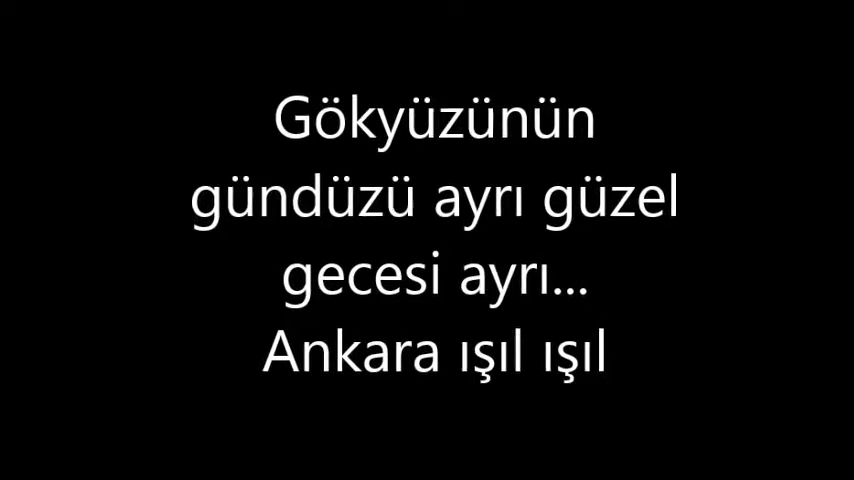 Gökyüzünün
gündüzü ayrı güzel
gecesi ayrı...
Ankara ışıl ışıl